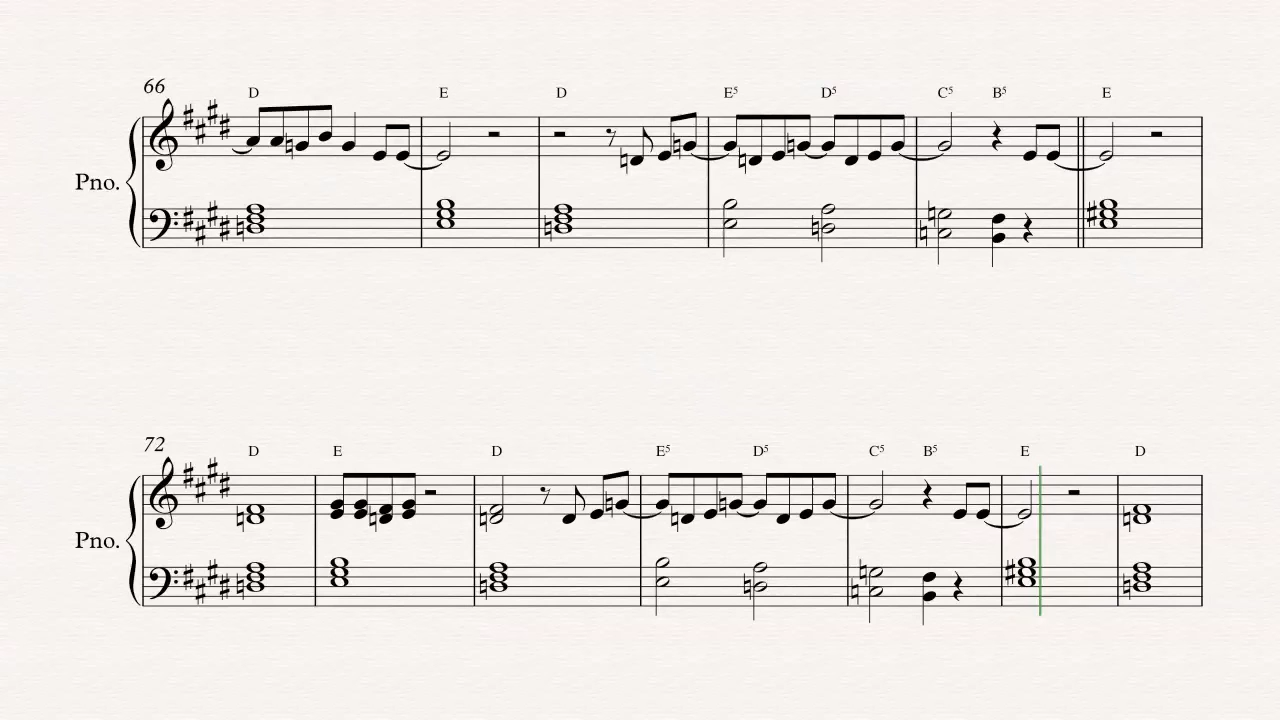 66
D E D E5 D5 C5 B5 E
Pno.
72
D E D E5 D5 C5 B5 E D
Pno.